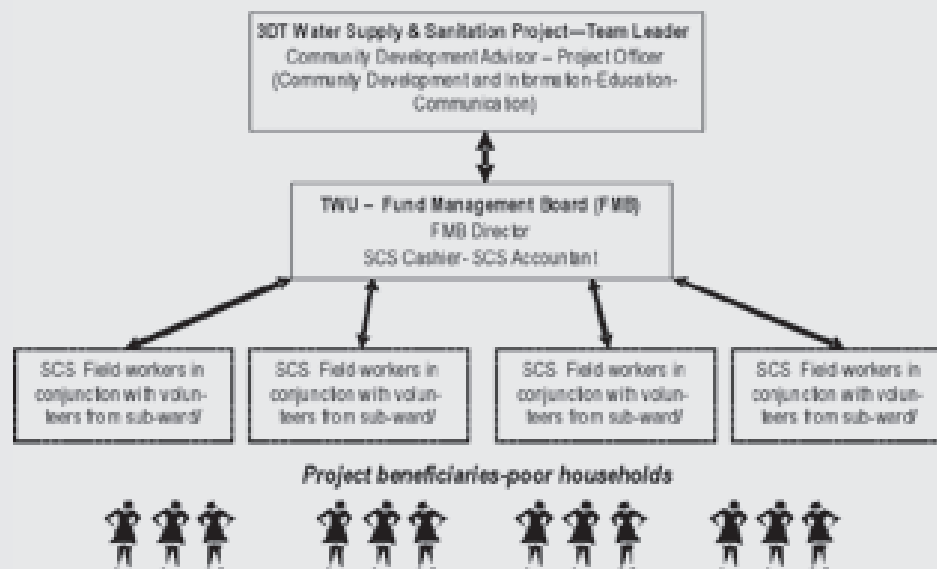 3DT Water Supply & Sanitation Project—Team Leader
Community Development Advisor – Project Officer
(Community Development and Information-Education-
Communication)
TWU – Fund Management Board (FMB)
FMB Director
SCS Cashier- SCS Accountant
SCS Field-workers in
conjunction with volun-
teers from sub-ward/
SCS Field-workers in
conjunction with volun-
teers from sub-ward/
SCS Field-workers in
conjunction with volun-
teers from sub-ward/
SCS Field-workers in
conjunction with volun-
teers from sub-ward/
Project beneficiaries-poor households